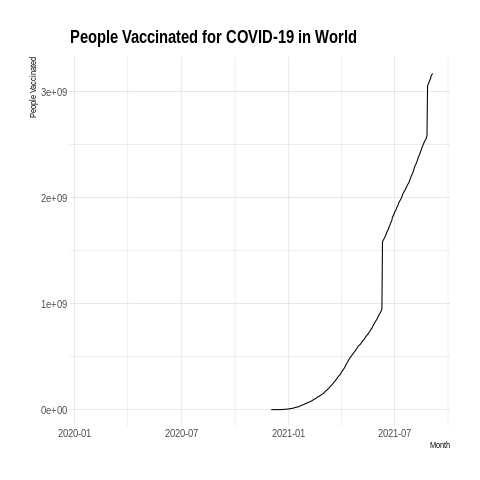 People Vaccinated for COVID-19 in World
People Vaccinated
3e+09
2e+09
1e+09
0e+00
2020-01
2020-07
2021-01
2021-07
Month